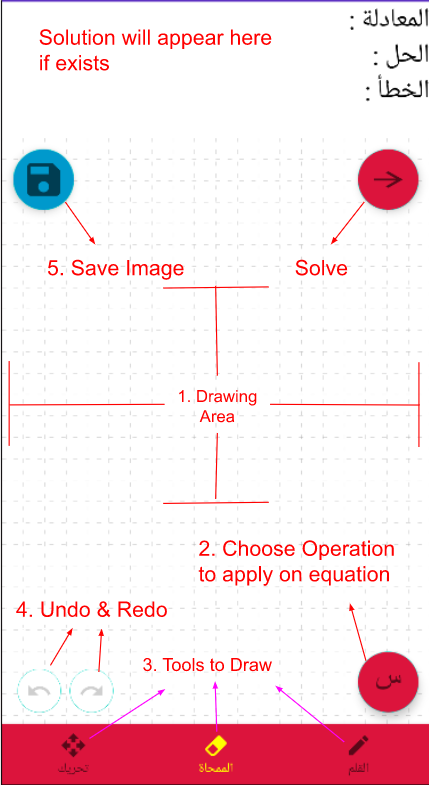 المعادلة :
الحل :
الخطأ :
Solution will appear here
if exists
5. Save Image
Solve
1. Drawing
Area
2. Choose Operation
to apply on equation
4. Undo & Redo
3. Tools to Draw
س
تحريك
الممحاة
القلم